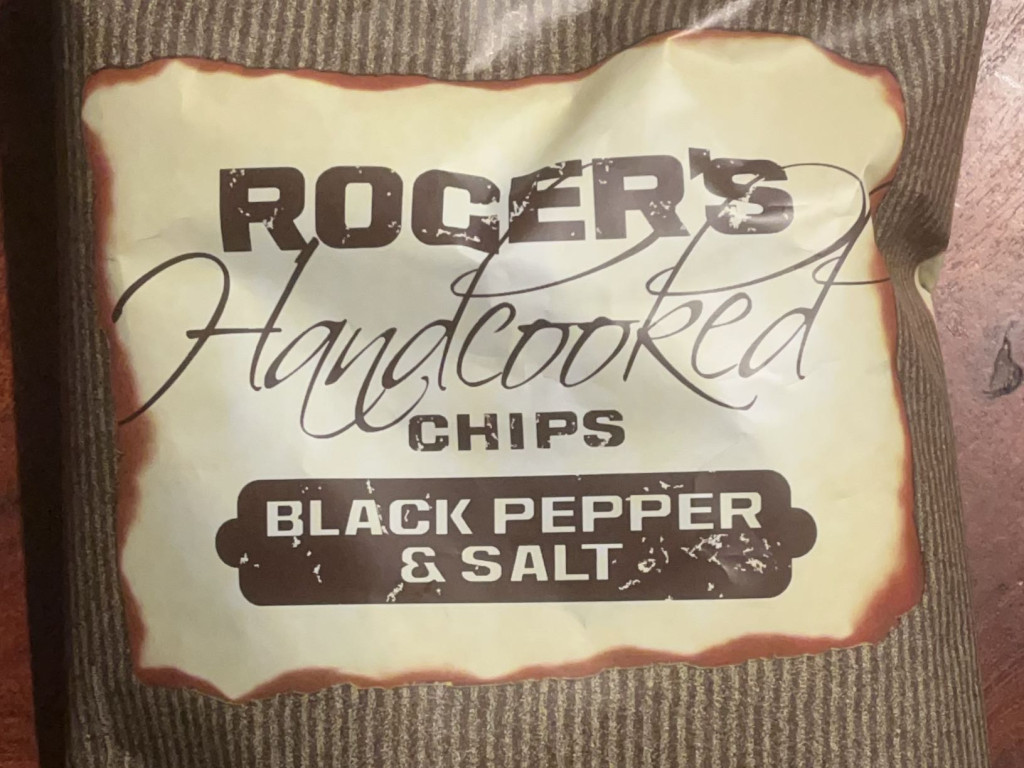 ROGER'S
Handcooked
CHIPS
BLACK PEPPER
& SALT